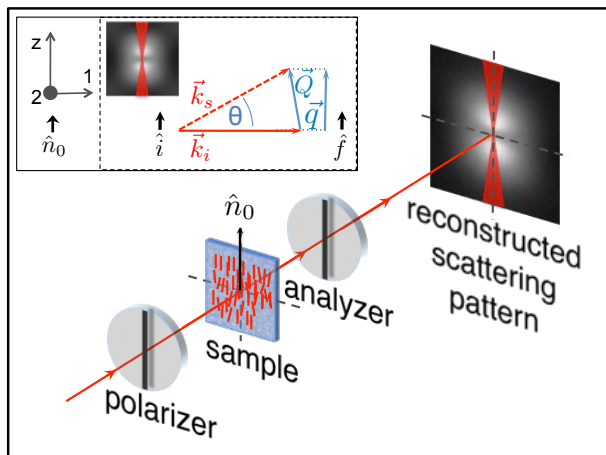 z
1
2
n̂₀
î
k⃗ₛ
θ
k⃗ᵢ
Q⃗
q⃗
f̂
n̂₀
polarizer
sample
analyzer
reconstructed
scattering
pattern